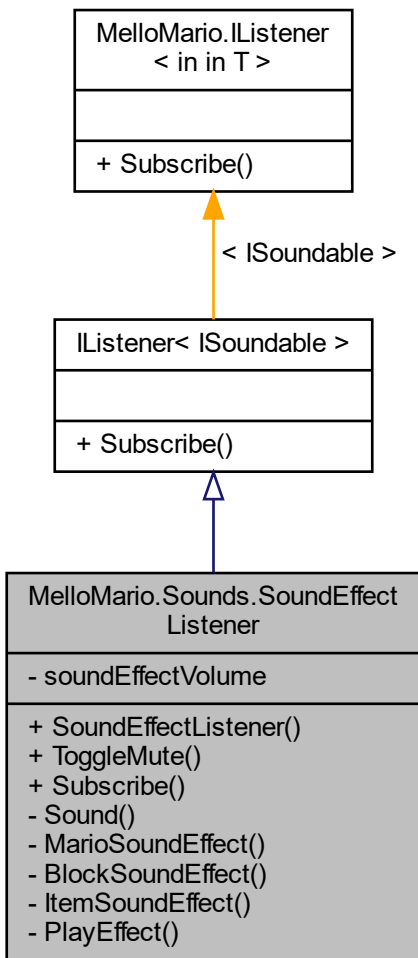 MelloMario.IListener
< in in T >
+ Subscribe()
< ISoundable >
IListener< ISoundable >
+ Subscribe()
MelloMario.Sounds.SoundEffect
Listener
- soundEffectVolume
+ SoundEffectListener()
+ ToggleMute()
+ Subscribe()
- Sound()
- MarioSoundEffect()
- BlockSoundEffect()
- ItemSoundEffect()
- PlayEffect()